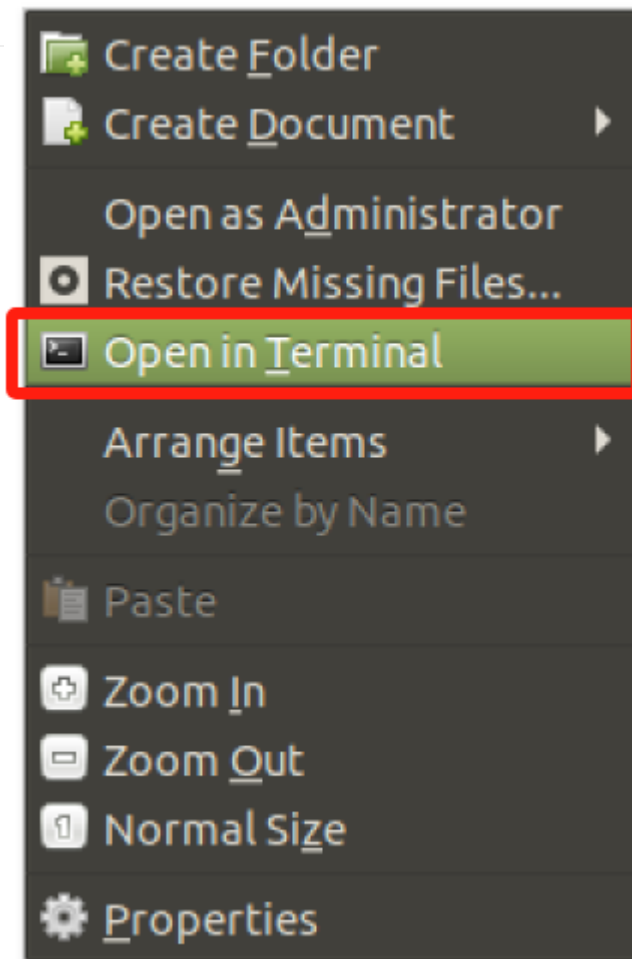 Create Folder
Create Document
Open as Administrator
Restore Missing Files...
Open in Terminal
Arrange Items
Organize by Name
Paste
Zoom In
Zoom Out
Normal Size
Properties